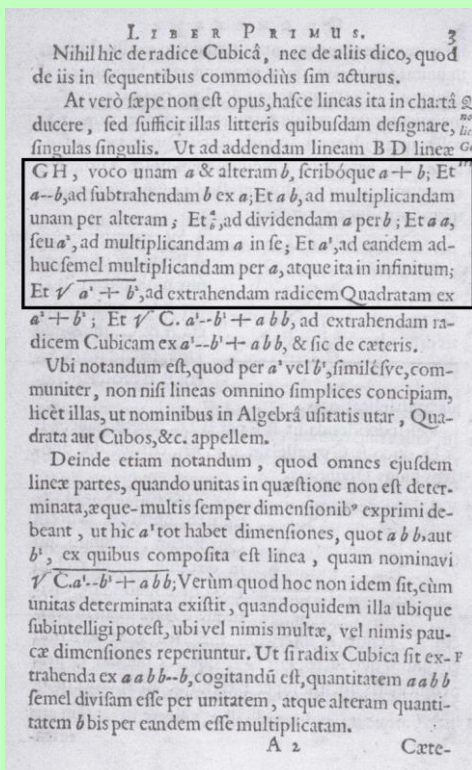 LIBER PRIMUS. 3
Nihil hìc de radice Cubicâ, nec de aliis dico, quod
de iis in ſequentibus commodiùs ſim acturus.
At verò ſæpe non eſt opus, haſce lineas ita in chartâ
ducere, ſed ſufficit illas litteris quibuſdam deſignare,
ſingulas ſingulis. Ut ad addendam lineam BD lineæ
GH, voco unam a & alteram b, ſcribóque a + b; Et
a--b, ad ſubtrahendam b ex a; Et a b, ad multiplicandam
unam per alteram; Et a/b, ad dividendam a per b; Et a a,
ſeu a², ad multiplicandam a in ſe; Et a³, ad eandem ad-
huc ſemel multiplicandam per a, atque ita in infinitum;
Et √ a² + b², ad extrahendam radicem Quadratam ex
a² + b²; Et √ C. a³--b³ + abb, ad extrahendam ra-
dicem Cubicam ex a³--b³ + abb, & ſic de cæteris.
Ubi notandum eſt, quod per a² vel b³, ſimiléſve, com-
muniter, non niſi lineas omnino ſimplices concipiam,
licèt illas, ut nominibus in Algebrâ uſitatis utar, Qua-
drata aut Cubos, &c. appellem.
Deinde etiam notandum, quod omnes ejuſdem
lineæ partes, quando unitas in quæſtione non eſt deter-
minata, æque-multis ſemper dimenſionibꝰ exprimi de-
beant, ut hìc a³ tot habet dimenſiones, quot abb, aut
b³, ex quibus compoſita eſt linea, quam nominavi
√ C. a³--b³ + abb; Verùm quod hoc non idem ſit, cùm
unitas determinata exiſtit, quandoquidem illa ubique
ſubintelligi poteſt, ubi vel nimis multæ, vel nimis pau-
cæ dimenſiones reperiuntur. Ut ſi radix Cubica ſit ex-
trahenda ex aabb--b, cogitandũ eſt, quantitatem aabb
ſemel diviſam eſſe per unitatem, atque alteram quanti-
tatem b bis per eandem eſſe multiplicatam.
A 2 Cæte-